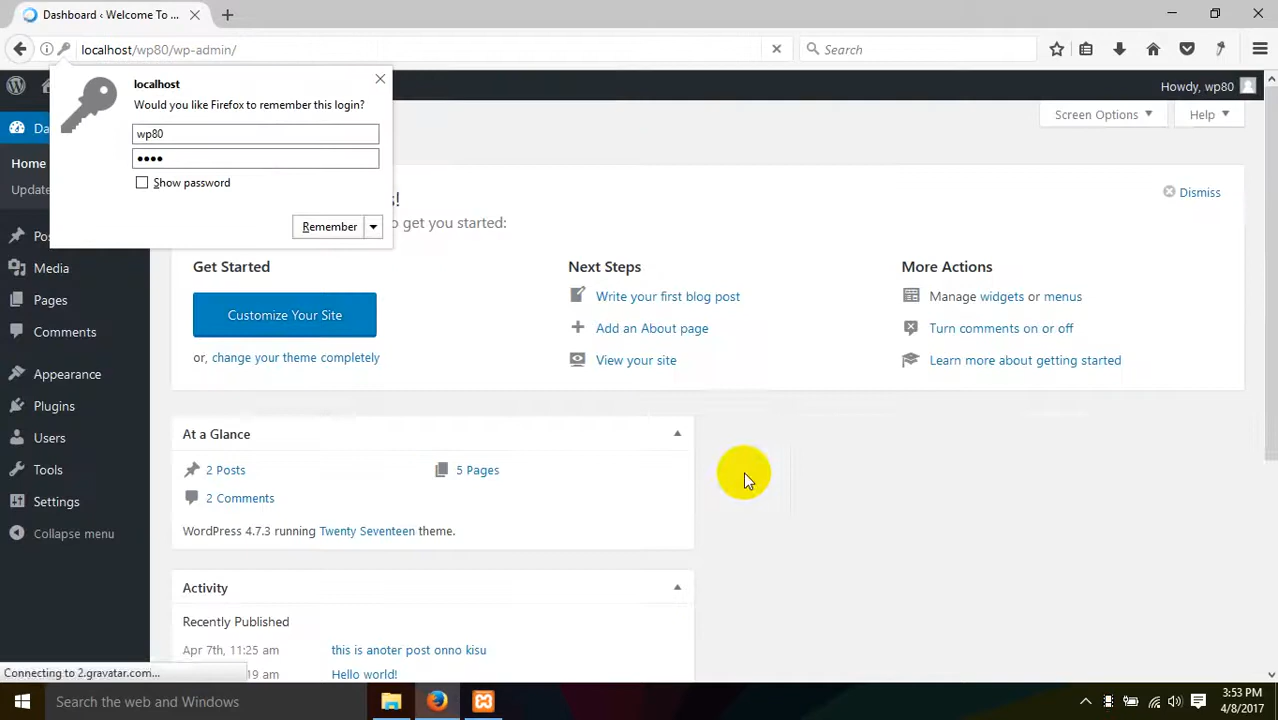 Dashboard ‹ Welcome To ...
localhost/wp80/wp-admin/
Search
Howdy, wp80
localhost
Would you like Firefox to remember this login?
wp80
Show password
Remember
Screen Options
Help
Da
Home
Update
s!
to get you started:
Dismiss
Get Started
Next Steps
More Actions
Customize Your Site
or, change your theme completely
Write your first blog post
Add an About page
View your site
Manage widgets or menus
Turn comments on or off
Learn more about getting started
Pos
Media
Pages
Comments
Appearance
Plugins
Users
Tools
Settings
Collapse menu
At a Glance
2 Posts
5 Pages
2 Comments
WordPress 4.7.3 running Twenty Seventeen theme.
Activity
Recently Published
Apr 7th, 11:25 am
this is anoter post onno kisu
19 am
Hello world!
Connecting to 2.gravatar.com...
Search the web and Windows
3:53 PM
4/8/2017